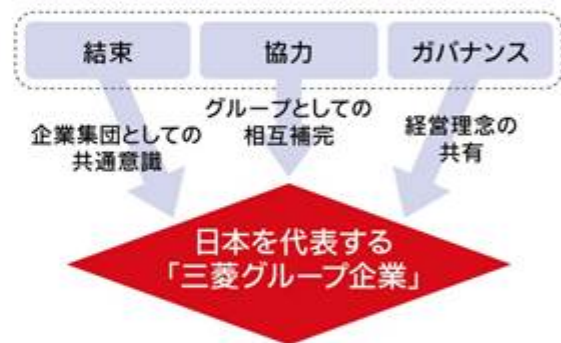 結束
協力
ガバナンス
企業集団としての
共通意識
グループとしての
相互補完
経営理念の
共有
日本を代表する
「三菱グループ企業」